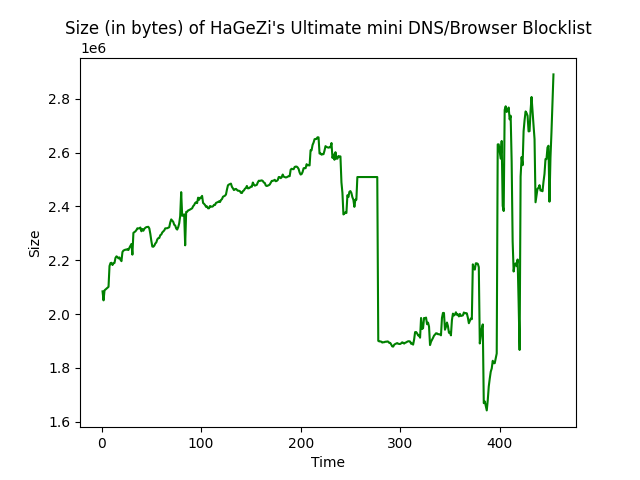 Size (in bytes) of HaGeZi's Ultimate mini DNS/Browser Blocklist
1e6
2.8
2.6
2.4
2.2
2.0
1.8
1.6
Size
0 100 200 300 400
Time